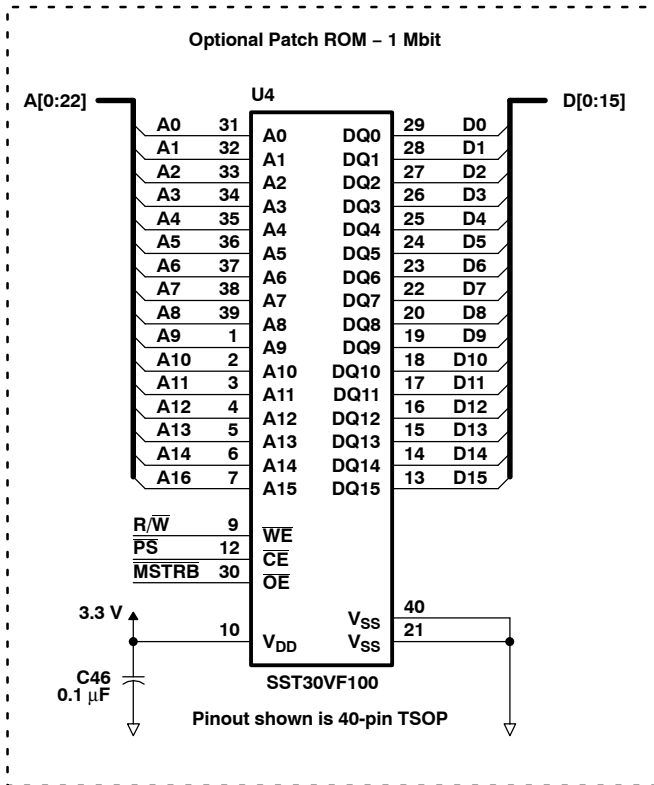 Optional Patch ROM – 1 Mbit
U4
A[0:22] D[0:15]
A0 31 A0 DQ0 29 D0
A1 32 A1 DQ1 28 D1
A2 33 A2 DQ2 27 D2
A3 34 A3 DQ3 26 D3
A4 35 A4 DQ4 25 D4
A5 36 A5 DQ5 24 D5
A6 37 A6 DQ6 23 D6
A7 38 A7 DQ7 22 D7
A8 39 A8 DQ8 20 D8
A9 1 A9 DQ9 19 D9
A10 2 A10 DQ10 18 D10
A11 3 A11 DQ11 17 D11
A12 4 A12 DQ12 16 D12
A13 5 A13 DQ13 15 D13
A14 6 A14 DQ14 14 D14
A16 7 A15 DQ15 13 D15
R/W̅ 9 W̅E̅
P̅S̅ 12 C̅E̅
M̅S̅T̅R̅B̅ 30 O̅E̅
3.3 V
VSS 40
10 VDD VSS 21
C46
0.1 μF
SST30VF100
Pinout shown is 40-pin TSOP